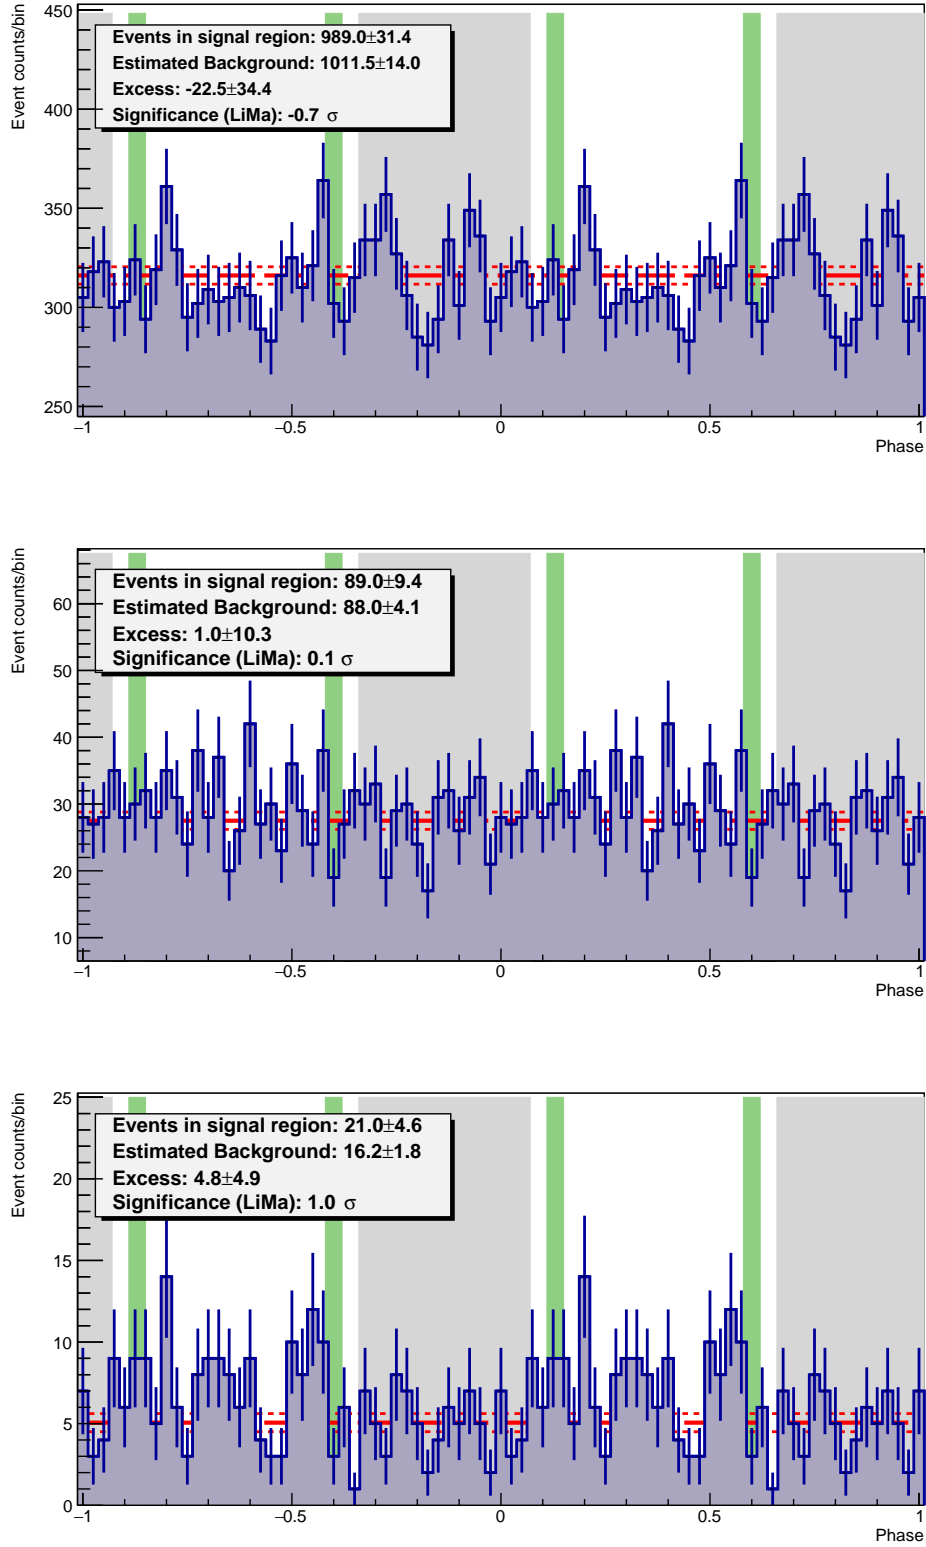 Event counts/bin
450
400
350
300
250
Events in signal region: 989.0±31.4
Estimated Background: 1011.5±14.0
Excess: -22.5±34.4
Significance (LiMa): -0.7 σ
−1
−0.5
0
0.5
1
Phase
Event counts/bin
60
50
40
30
20
10
Events in signal region: 89.0±9.4
Estimated Background: 88.0±4.1
Excess: 1.0±10.3
Significance (LiMa): 0.1 σ
−1
−0.5
0
0.5
1
Phase
Event counts/bin
25
20
15
10
5
0
Events in signal region: 21.0±4.6
Estimated Background: 16.2±1.8
Excess: 4.8±4.9
Significance (LiMa): 1.0 σ
−1
−0.5
0
0.5
1
Phase